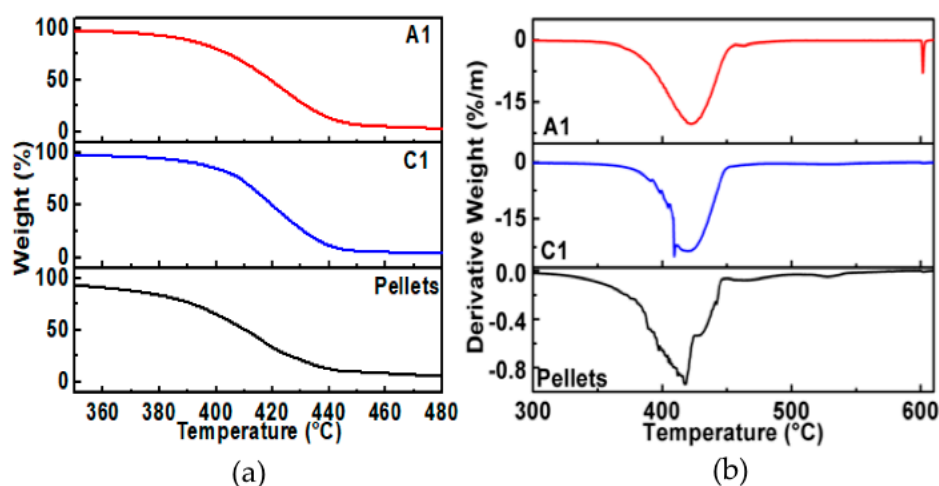 100
50
0
A1
100
50
0
C1
100
50
0
Pellets
Weight (%)
360 380 400 420 440 460 480
Temperature (°C)
(a)
0
-15
A1
0
-15
C1
0.0
-0.4
-0.8
Pellets
Derivative Weight (%/m)
300 400 500 600
Temperature (°C)
(b)